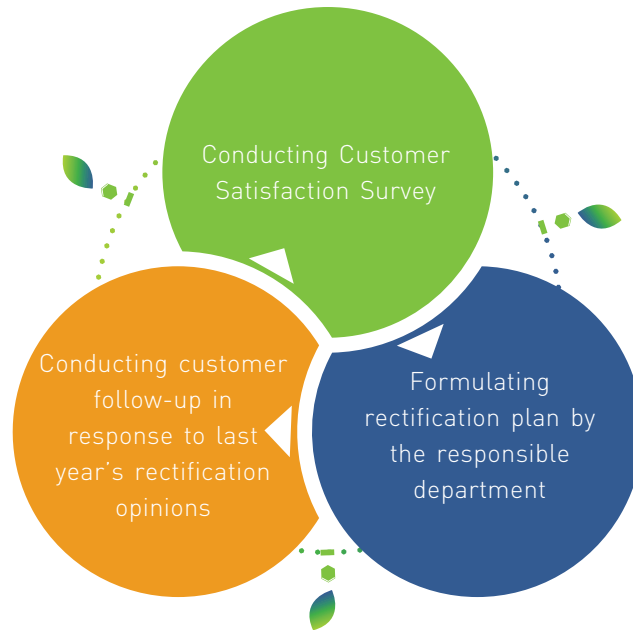 Conducting Customer
Satisfaction Survey
Conducting customer
follow-up in
response to last
year's rectification
opinions
Formulating
rectification plan by
the responsible
department